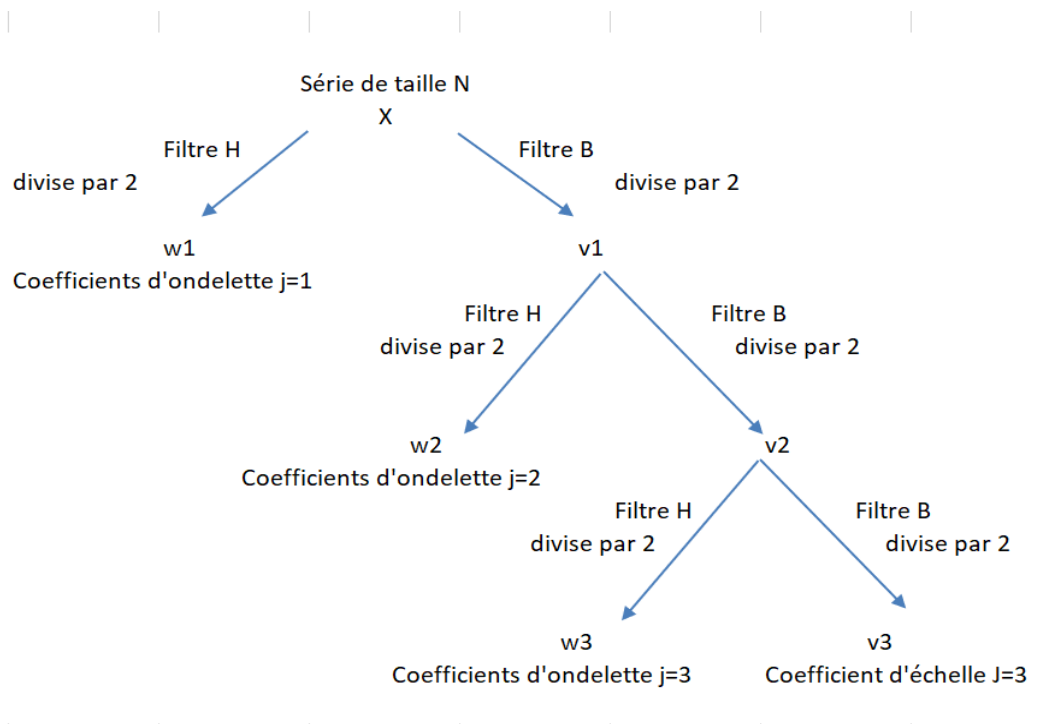 Série de taille N
X
Filtre H
Filtre B
divise par 2
divise par 2
w1
v1
Coefficients d'ondelette j=1
Filtre H
Filtre B
divise par 2
divise par 2
w2
v2
Coefficients d'ondelette j=2
Filtre H
Filtre B
divise par 2
divise par 2
w3
v3
Coefficients d'ondelette j=3
Coefficient d'échelle J=3